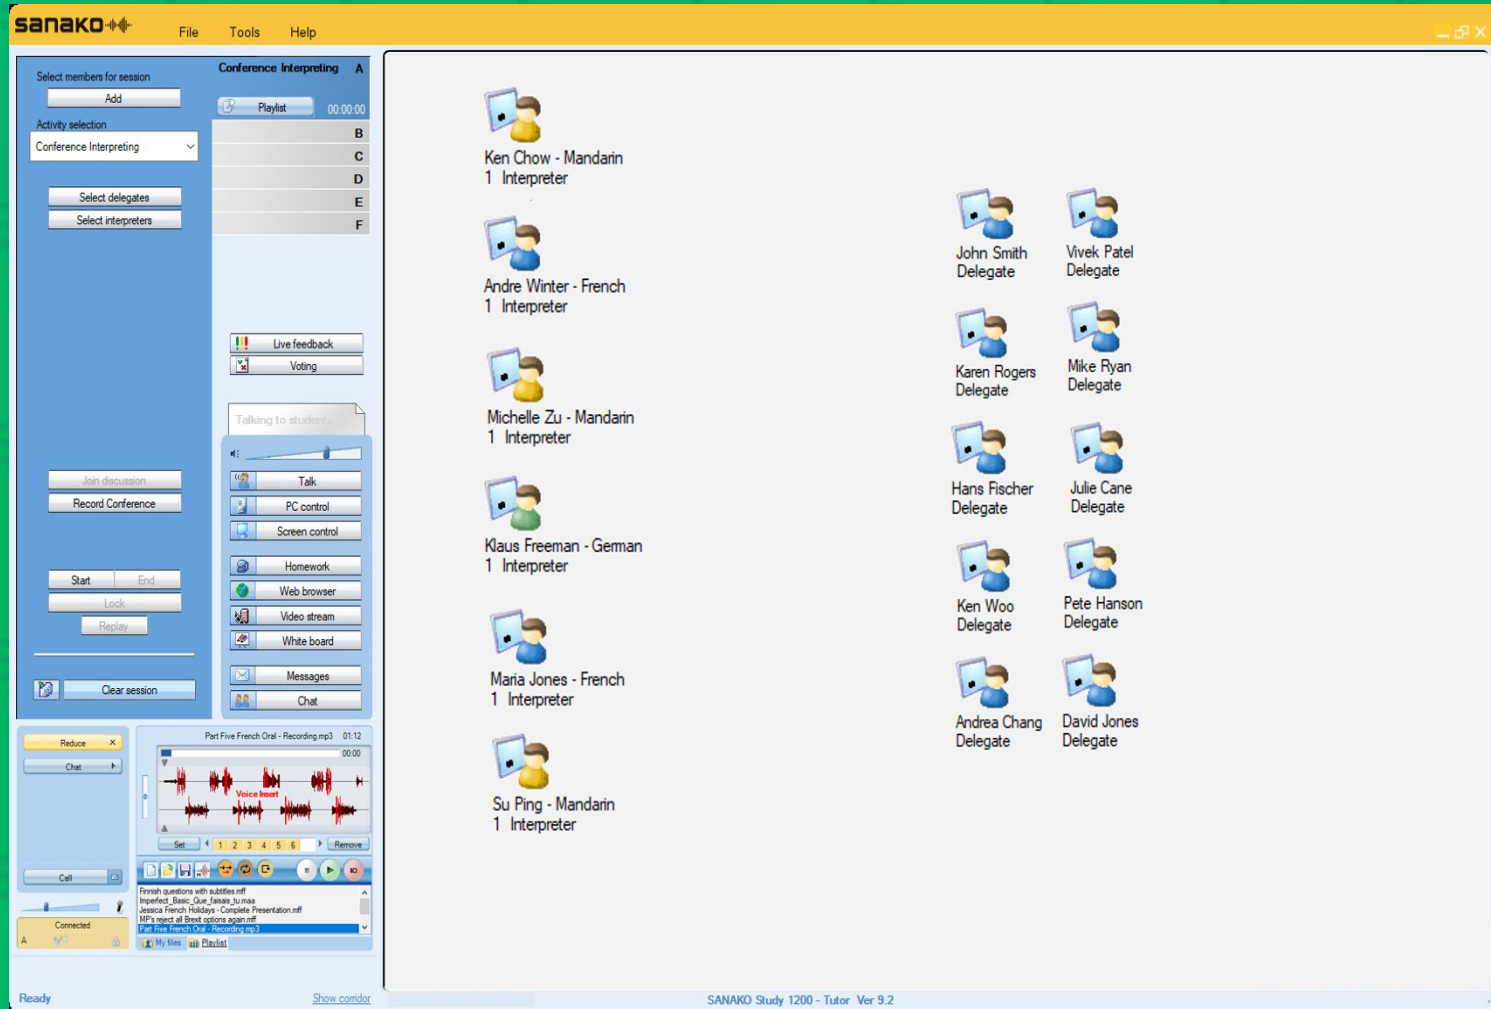 sanako
File Tools Help
Select members for session
Add
Activity selection
Conference Interpreting
Select delegates
Select interpreters
Join discussion
Record Conference
Start End
Lock
Replay
Clear session
Conference Interpreting A
Playlist 00:00:00
B
C
D
E
F
Live feedback
Voting
Talking to students
Talk
PC control
Screen control
Homework
Web browser
Video stream
White board
Messages
Chat
Reduce
Chat
Call
Connected
A
Part Five French Oral - Recording.mp3 01:12
00:00
Voice Insert
Set 1 2 3 4 5 6 Remove
Finnish questions with subtitles.mff
Imperfect_Basic_Que_faisais_tu.maa
Jessica French Holidays - Complete Presentation.mff
MP's reject all Brexit options again.mff
Part Five French Oral - Recording.mp3
My files Playlist
Ken Chow - Mandarin
1 Interpreter
Andre Winter - French
1 Interpreter
Michelle Zu - Mandarin
1 Interpreter
Klaus Freeman - German
1 Interpreter
Maria Jones - French
1 Interpreter
Su Ping - Mandarin
1 Interpreter
John Smith
Delegate
Vivek Patel
Delegate
Karen Rogers
Delegate
Mike Ryan
Delegate
Hans Fischer
Delegate
Julie Cane
Delegate
Ken Woo
Delegate
Pete Hanson
Delegate
Andrea Chang
Delegate
David Jones
Delegate
Ready
Show corridor
SANAKO Study 1200 - Tutor Ver 9.2